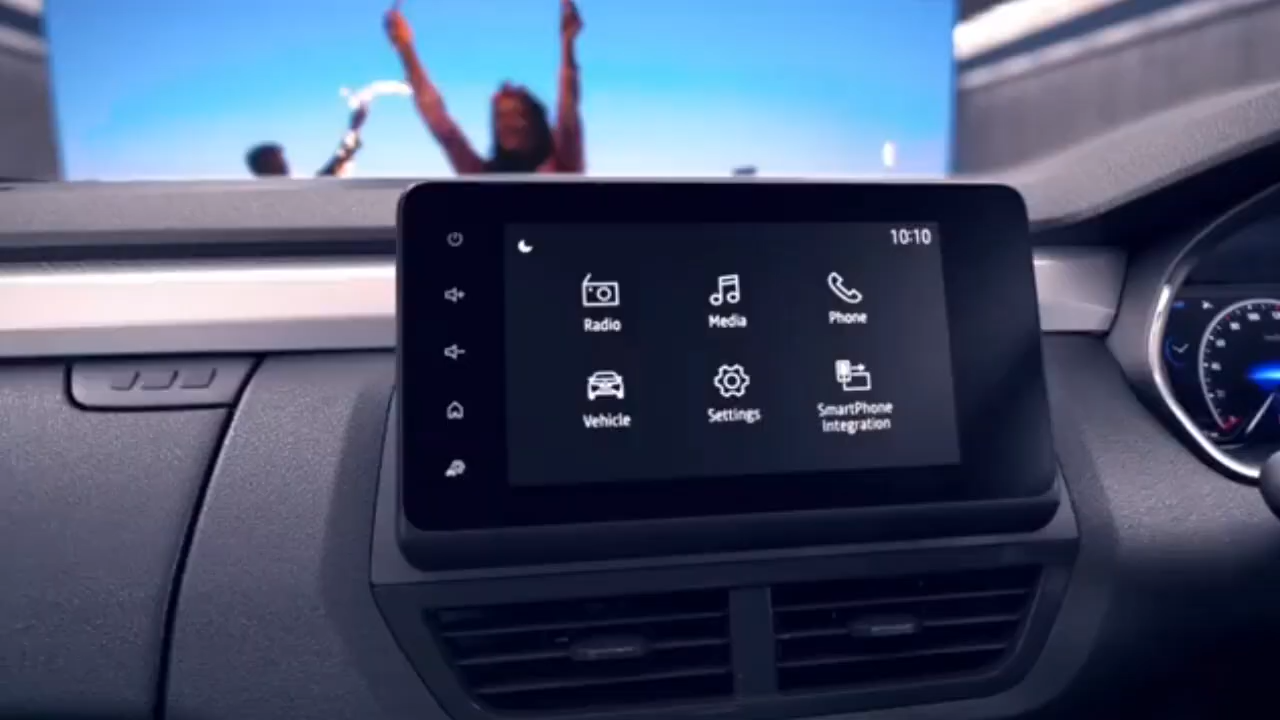 10:10
Radio
Media
Phone
Vehicle
Settings
SmartPhone
Integration